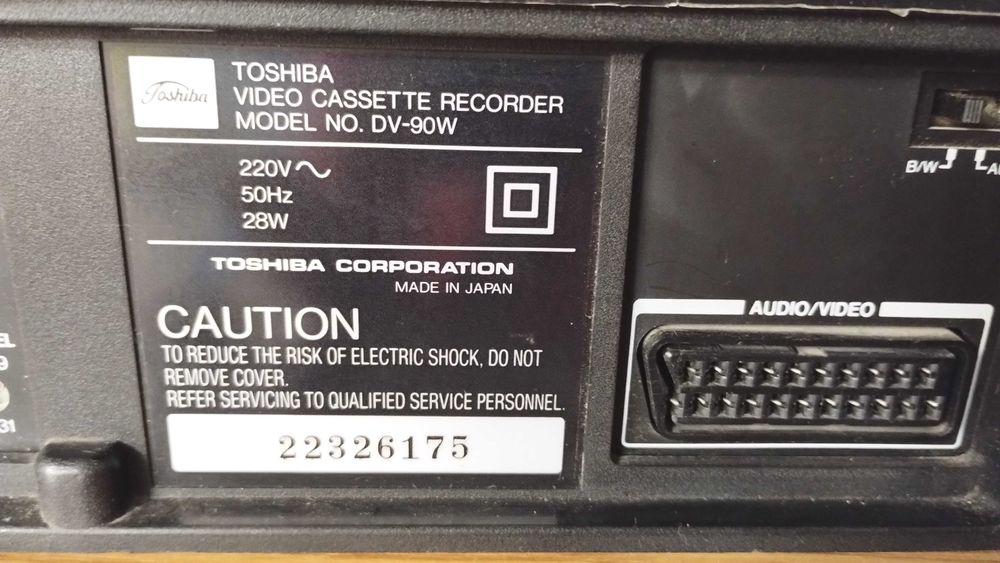 Toshiba
TOSHIBA
VIDEO CASSETTE RECORDER
MODEL NO. DV-90W
220V~
50Hz
28W
TOSHIBA CORPORATION
MADE IN JAPAN
CAUTION
TO REDUCE THE RISK OF ELECTRIC SHOCK, DO NOT
REMOVE COVER.
REFER SERVICING TO QUALIFIED SERVICE PERSONNEL.
22326175
B/W
AUDIO/VIDEO